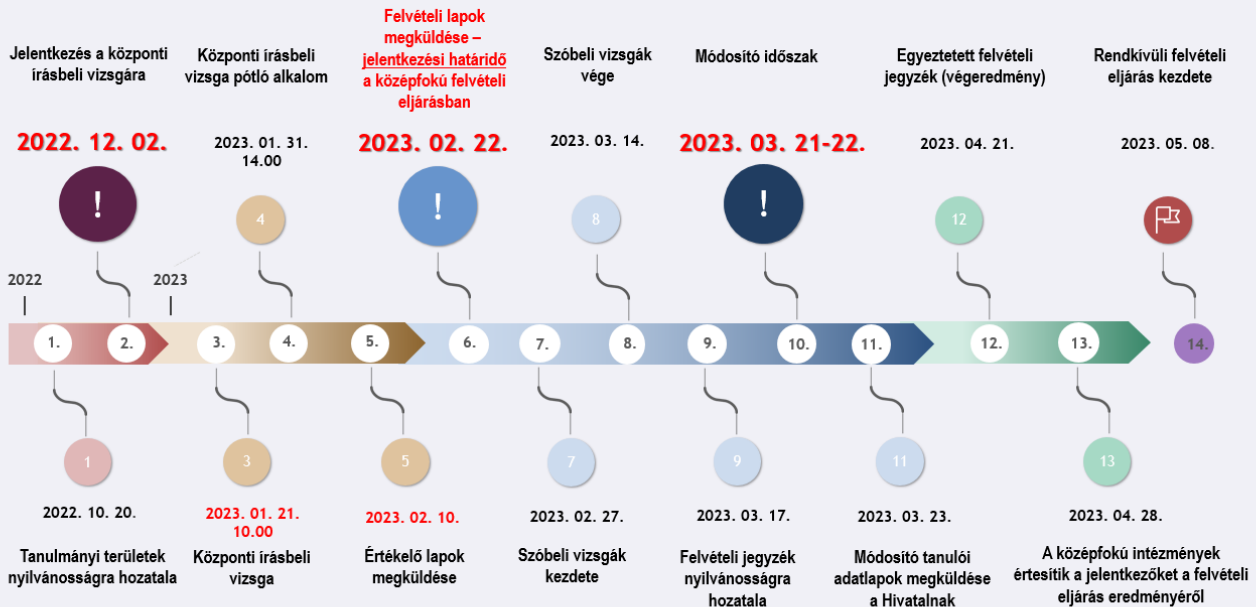 Jelentkezés a központi
írásbeli vizsgára
2022. 12. 02.
!
Központi írásbeli
vizsga pótló alkalom
2023. 01. 31.
14.00
4
Felvételi lapok
megküldése –
jelentkezési határidő
a középfokú felvételi
eljárásban
2023. 02. 22.
!
Szóbeli vizsgák
vége
2023. 03. 14.
8
Módosító időszak
2023. 03. 21-22.
!
Egyeztetett felvételi
jegyzék (végeredmény)
2023. 04. 21.
12
Rendkívüli felvételi
eljárás kezdete
2023. 05. 08.
2022
2023
1.
2.
3.
4.
5.
6.
7.
8.
9.
10.
11.
12.
13.
14.
1
2022. 10. 20.
Tanulmányi területek
nyilvánosságra hozatala
3
2023. 01. 21.
10.00
Központi írásbeli
vizsga
5
2023. 02. 10.
Értékelő lapok
megküldése
7
2023. 02. 27.
Szóbeli vizsgák
kezdete
9
2023. 03. 17.
Felvételi jegyzék
nyilvánosságra
hozatala
11
2023. 03. 23.
Módosító tanulói
adatlapok megküldése
a Hivatalnak
13
2023. 04. 28.
A középfokú intézmények
értesítik a jelentkezőket a felvételi
eljárás eredményéről